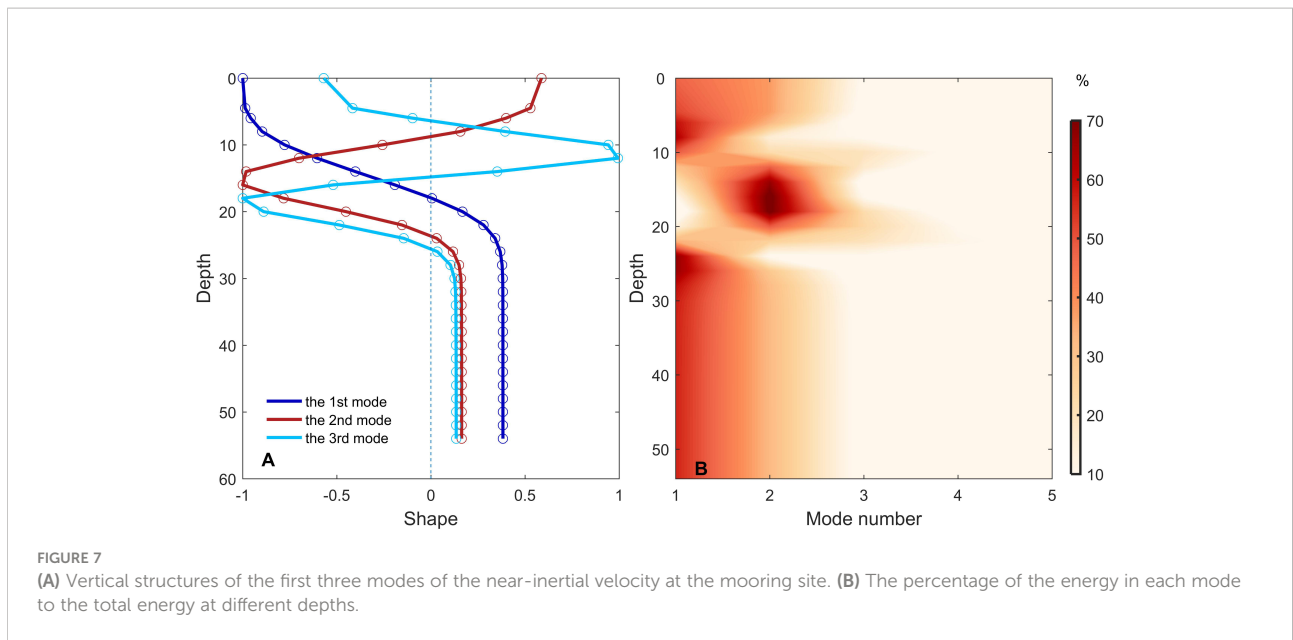 0
10
20
30
40
50
60
Depth
-1 -0.5 0 0.5 1
Shape
the 1st mode
the 2nd mode
the 3rd mode
A
0
10
20
30
40
50
Depth
1 2 3 4 5
Mode number
B
%
70
60
50
40
30
20
10
FIGURE 7
(A) Vertical structures of the first three modes of the near-inertial velocity at the mooring site. (B) The percentage of the energy in each mode
to the total energy at different depths.